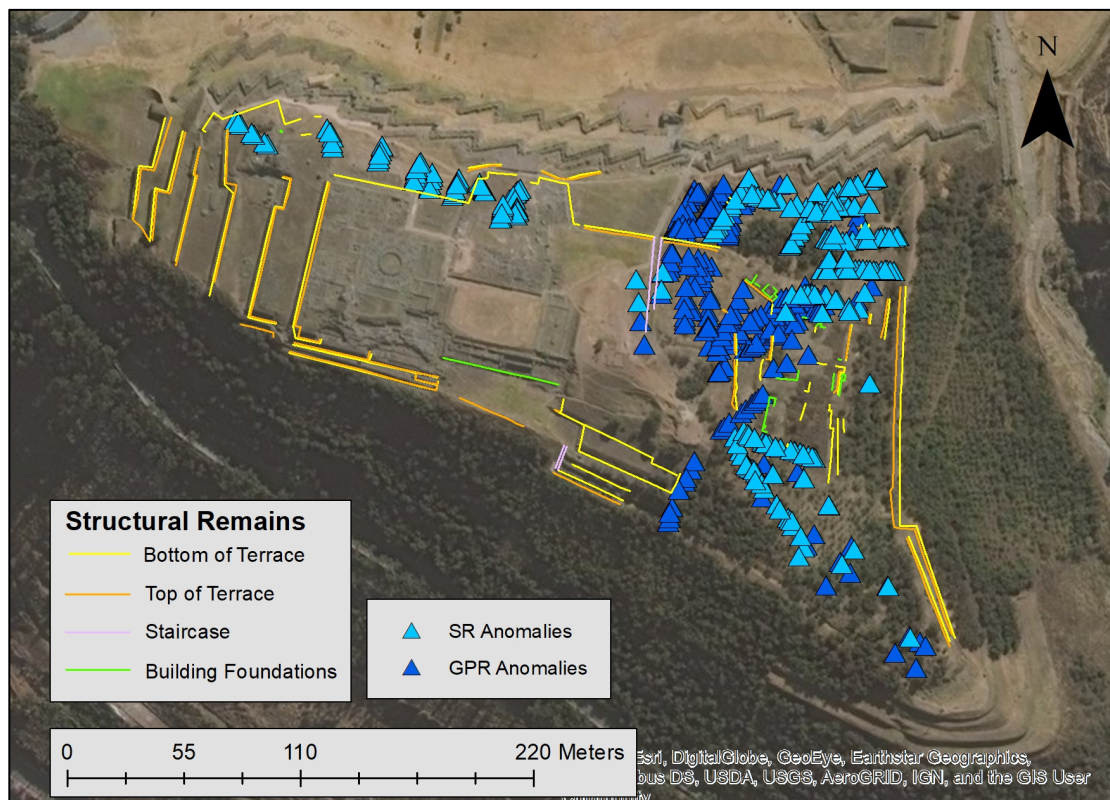 N
Structural Remains
Bottom of Terrace
Top of Terrace
Staircase
Building Foundations
SR Anomalies
GPR Anomalies
0 55 110 220 Meters
Esri, DigitalGlobe, GeoEye, Earthstar Geographics,
DS, USDA, USGS, AeroGRID, IGN, and the GIS User